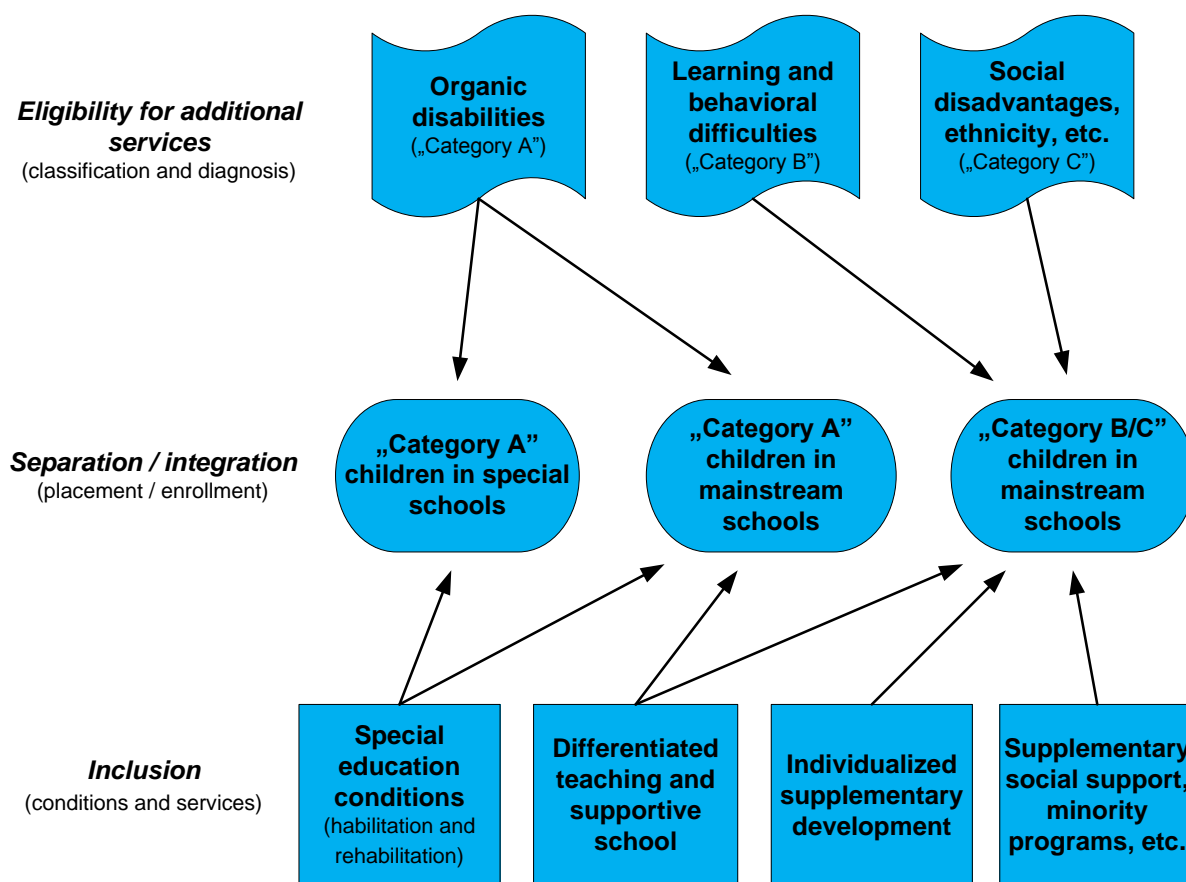 Eligibility for additional
services
(classification and diagnosis)
Organic
disabilities
(„Category A”)
Learning and
behavioral
difficulties
(„Category B”)
Social
disadvantages,
ethnicity, etc.
(„Category C”)
Separation / integration
(placement / enrollment)
„Category A”
children in special
schools
„Category A”
children in
mainstream
schools
„Category B/C”
children in
mainstream
schools
Inclusion
(conditions and services)
Special
education
conditions
(habilitation and
rehabilitation)
Differentiated
teaching and
supportive
school
Individualized
supplementary
development
Supplementary
social support,
minority
programs, etc.